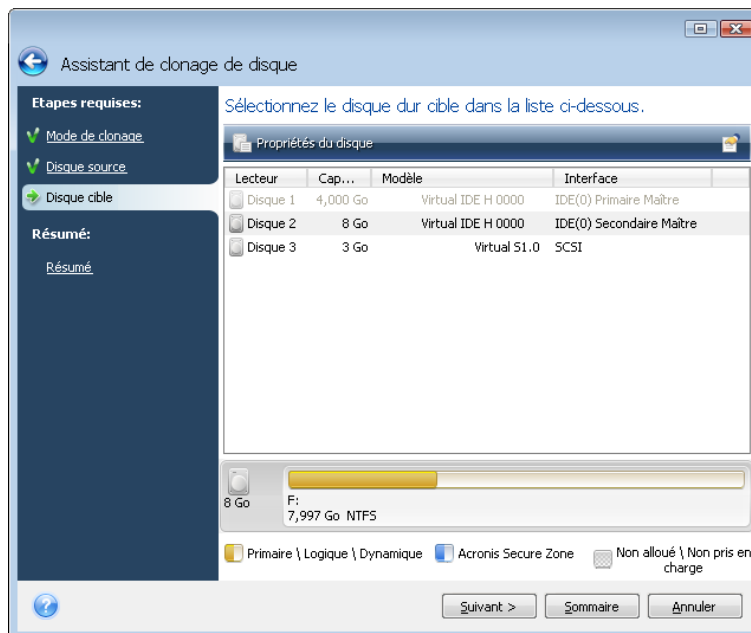 Assistant de clonage de disque
Etapes requises:
Mode de clonage
Disque source
Disque cible
Résumé:
Résumé
Sélectionnez le disque dur cible dans la liste ci-dessous.
Propriétés du disque
Lecteur Cap... Modèle Interface
Disque 1 4,000 Go Virtual IDE H 0000 IDE(0) Primaire Maître
Disque 2 8 Go Virtual IDE H 0000 IDE(0) Secondaire Maître
Disque 3 3 Go Virtual S1.0 SCSI
8 Go
F:
7,997 Go NTFS
Primaire \ Logique \ Dynamique Acronis Secure Zone Non alloué \ Non pris en
charge
Suivant > Sommaire Annuler